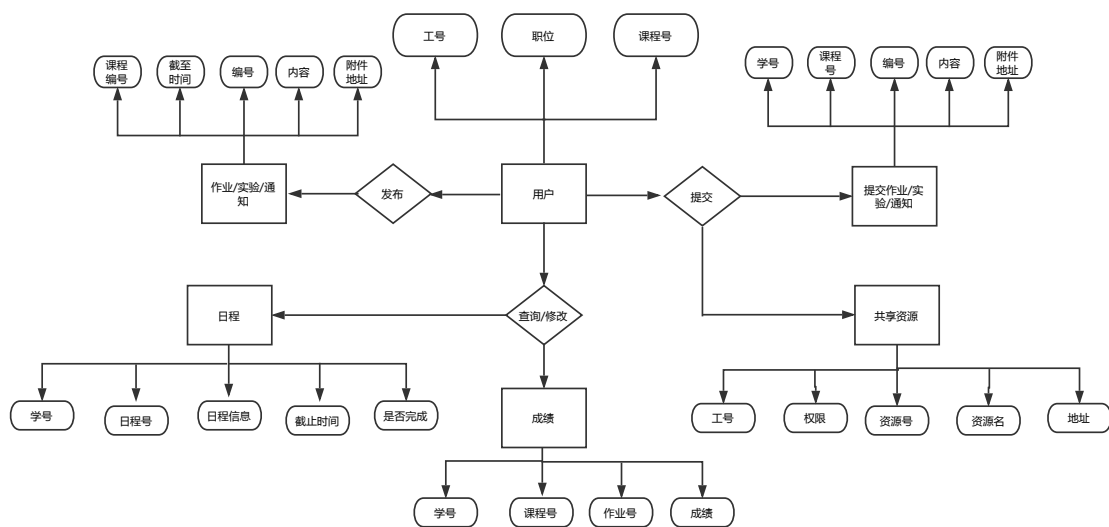 工号
职位
课程号
课程
编号
截至
时间
编号
内容
附件
地址
学号
课程
号
编号
内容
附件
地址
作业/实验/通
知
发布
用户
提交
提交作业/实
验/通知
日程
查询/修改
共享资源
学号
日程号
日程信息
截止时间
是否完成
成绩
工号
权限
资源号
资源名
地址
学号
课程号
作业号
成绩